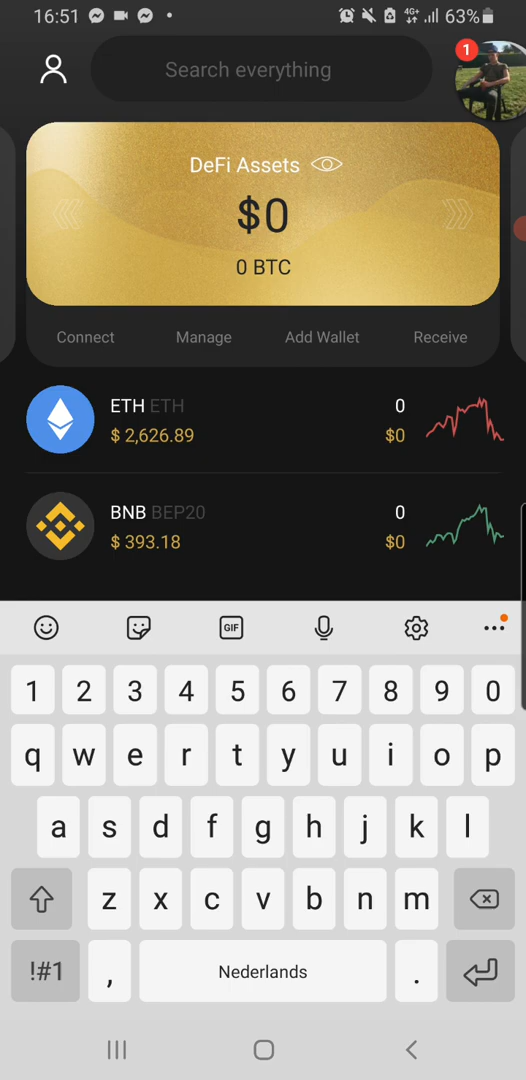 16:51 4G+ 63%
Search everything
1
DeFi Assets
$0
0 BTC
Connect Manage Add Wallet Receive
ETH ETH 0
$ 2,626.89 $0
BNB BEP20 0
$ 393.18 $0
GIF
1 2 3 4 5 6 7 8 9 0
q w e r t y u i o p
a s d f g h j k l
z x c v b n m
!#1 , Nederlands .